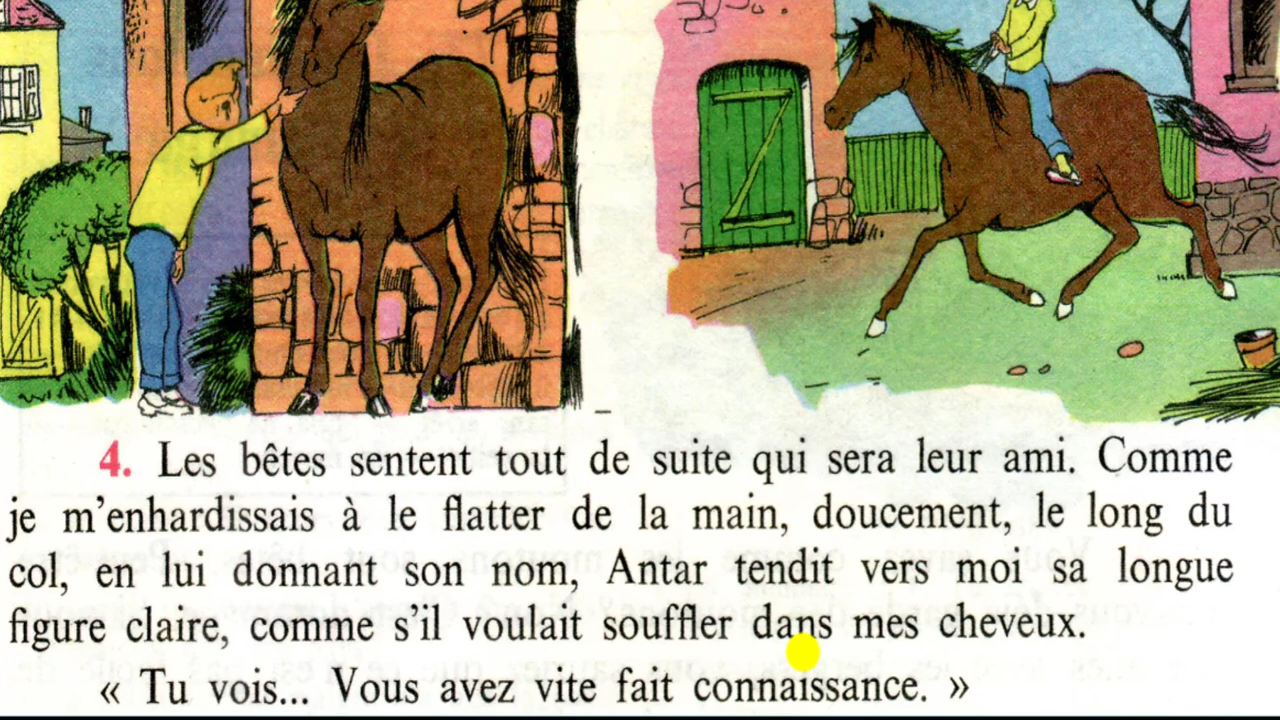 4. Les bêtes sentent tout de suite qui sera leur ami. Comme
je m'enhardissais à le flatter de la main, doucement, le long du
col, en lui donnant son nom, Antar tendit vers moi sa longue
figure claire, comme s'il voulait souffler dans mes cheveux.
« Tu vois... Vous avez vite fait connaissance. »